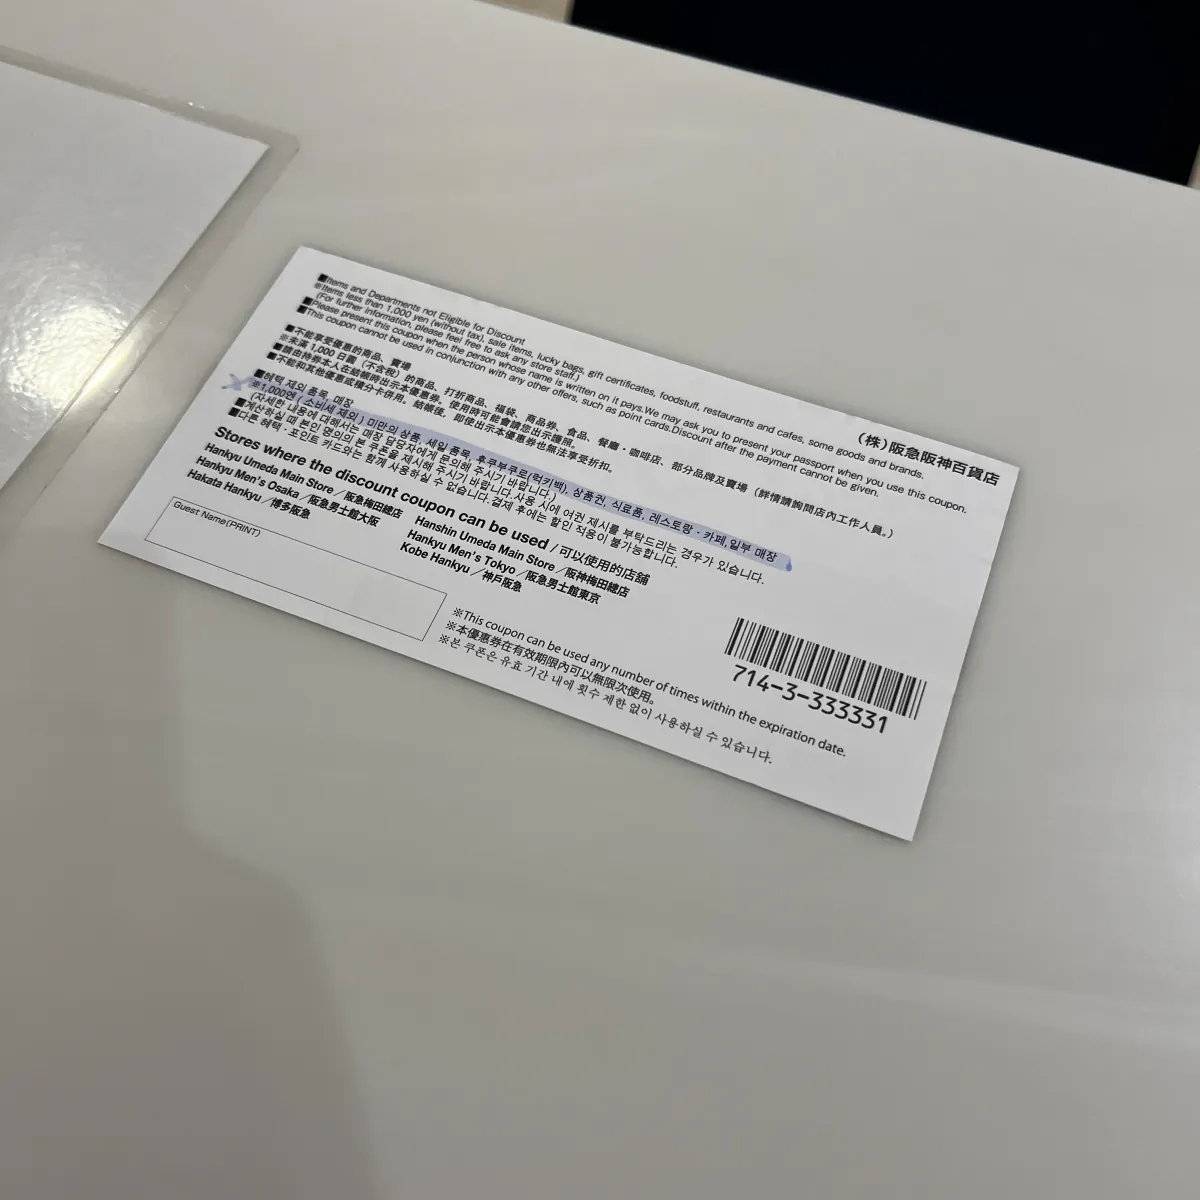 ■Items and Departments not Eligible for Discount
※Items less than 1,000 yen (without tax), sale items, lucky bags, gift certificates, foodstuff, restaurants and cafes, some goods and brands.
(For further information, please feel free to ask any store staff.)
■Please present this coupon when the person whose name is written on it pays.We may ask you to present your passport when you use this coupon.
■This coupon cannot be used in conjunction with any other offers, such as point cards.Discount after the payment cannot be given.
(株)阪急阪神百貨店
■不能享受優惠的商品、賣場
※未滿 1,000 日圓（不含稅）的商品、打折商品、福袋、商品券、食品、餐廳・咖啡店、部分品牌及賣場（詳情請詢問店內工作人員。）
■請由持券本人在結帳時出示本優惠券。使用時可能會請您出示護照。
■不能和其他優惠或積分卡併用。結帳後，即使出示本優惠券也無法享受折扣。
■혜택 제외 품목, 매장
※1,000엔 ( 소비세 제외 ) 미만의 상품, 세일 품목, 후쿠부쿠로(럭키백), 상품권, 식료품, 레스토랑 · 카페,일부 매장
(자세한 내용에 대해서는 매장 담당자에게 문의해 주시기 바랍니다.)
■계산하실 때 본인 명의의 본 쿠폰을 제시해 주시기 바랍니다.사용 시에 여권 제시를 부탁드리는 경우가 있습니다.
■다른 혜택 · 포인트 카드와는 함께 사용하실 수 없습니다.결제 후에는 할인 적용이 불가능합니다.
Stores where the discount coupon can be used / 可以使用的店舖
Hankyu Umeda Main Store／阪急梅田總店
Hanshin Umeda Main Store／阪神梅田總店
Hankyu Men's Osaka／阪急男士館大阪
Hankyu Men's Tokyo／阪急男士館東京
Hakata Hankyu／博多阪急
Kobe Hankyu／神戶阪急
Guest Name(PRINT)
※This coupon can be used any number of times within the expiration date.
※本優惠券在有效期限內可以無限次使用。
※본 쿠폰은 유효 기간 내에 횟수 제한 없이 사용하실 수 있습니다.
714-3-333331